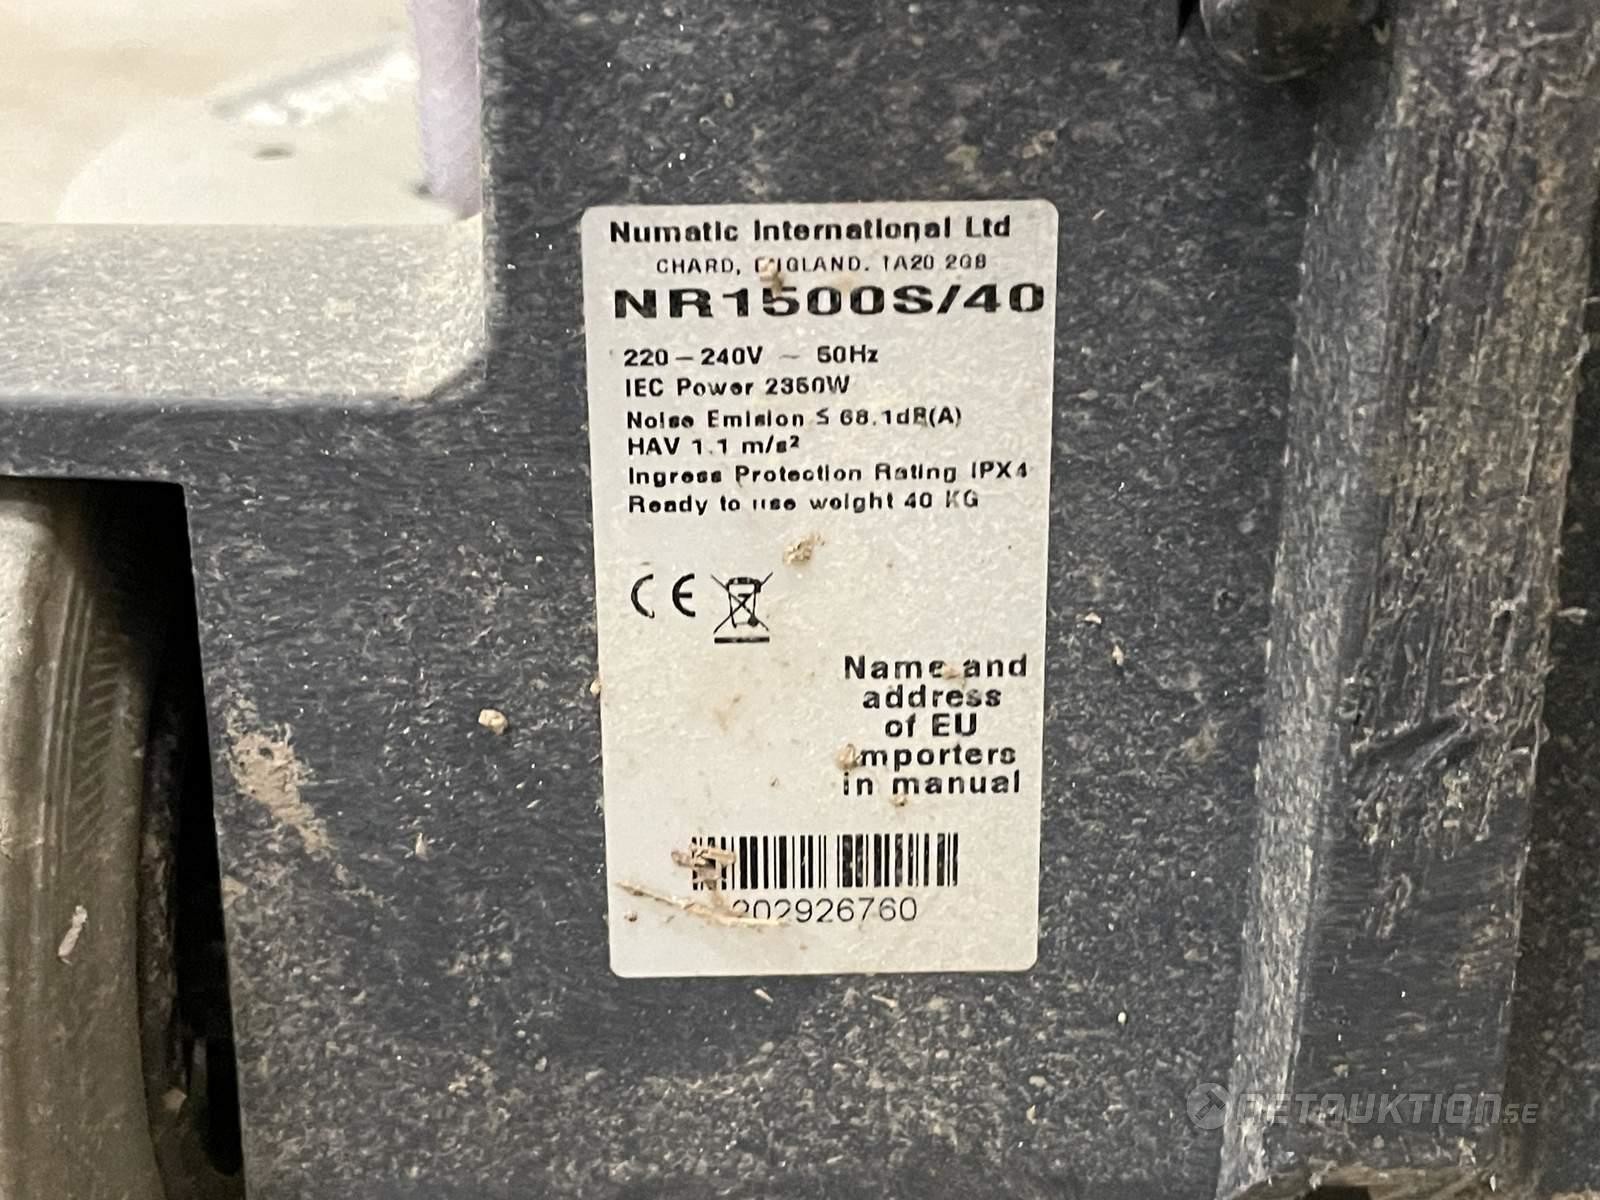 Numatic International Ltd
CHARD, ENGLAND. TA20 2GB
NR1500S/40
220 - 240V ~ 50Hz
IEC Power 2350W
Noise Emision ≤ 68.1dB(A)
HAV 1.1 m/s²
Ingress Protection Rating IPX4
Ready to use weight 40 KG
CE
Name and
address
of EU
importers
in manual
202926760
NETAUKTION.SE